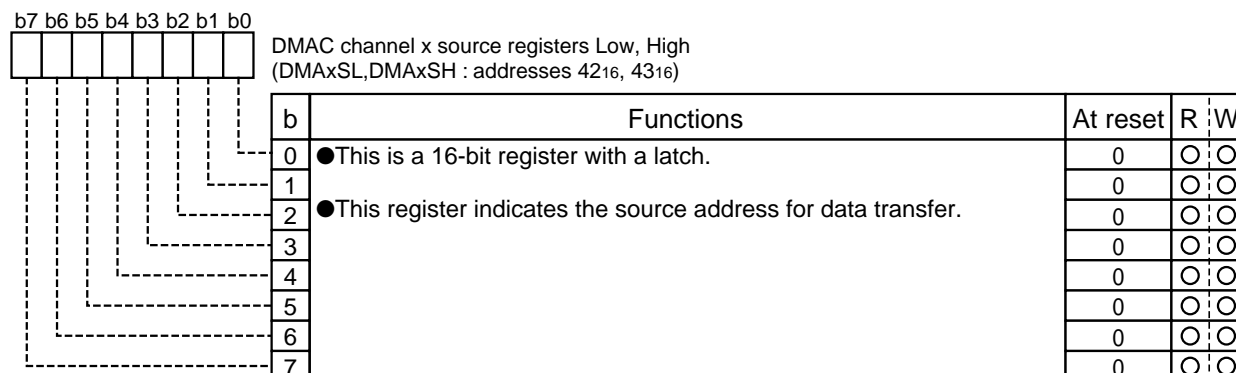 b7 b6 b5 b4 b3 b2 b1 b0
DMAC channel x source registers Low, High
(DMAxSL,DMAxSH : addresses 4216, 4316)
b Functions At reset R W
0 ●This is a 16-bit register with a latch. 0 O O
1 0 O O
2 ●This register indicates the source address for data transfer. 0 O O
3 0 O O
4 0 O O
5 0 O O
6 0 O O
7 0 O O